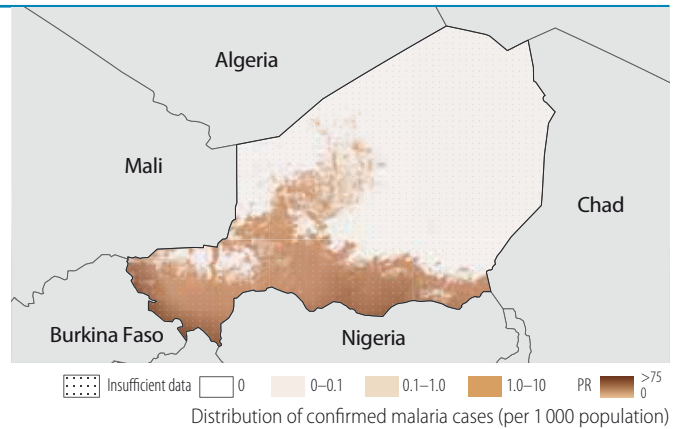 Algeria
Mali
Chad
Burkina Faso
Nigeria
Insufficient data 0 0–0.1 0.1–1.0 1.0–10 PR >75
0
Distribution of confirmed malaria cases (per 1 000 population)